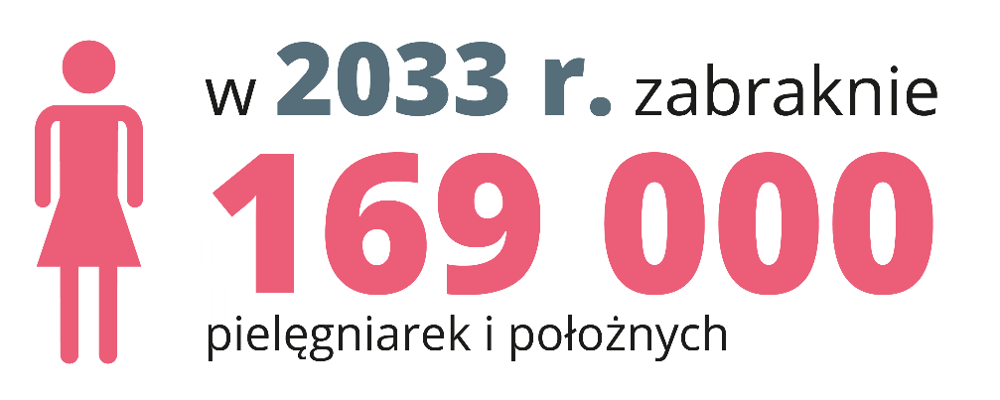 w 2033 r. zabraknie
169 000
pielęgniarek i położnych